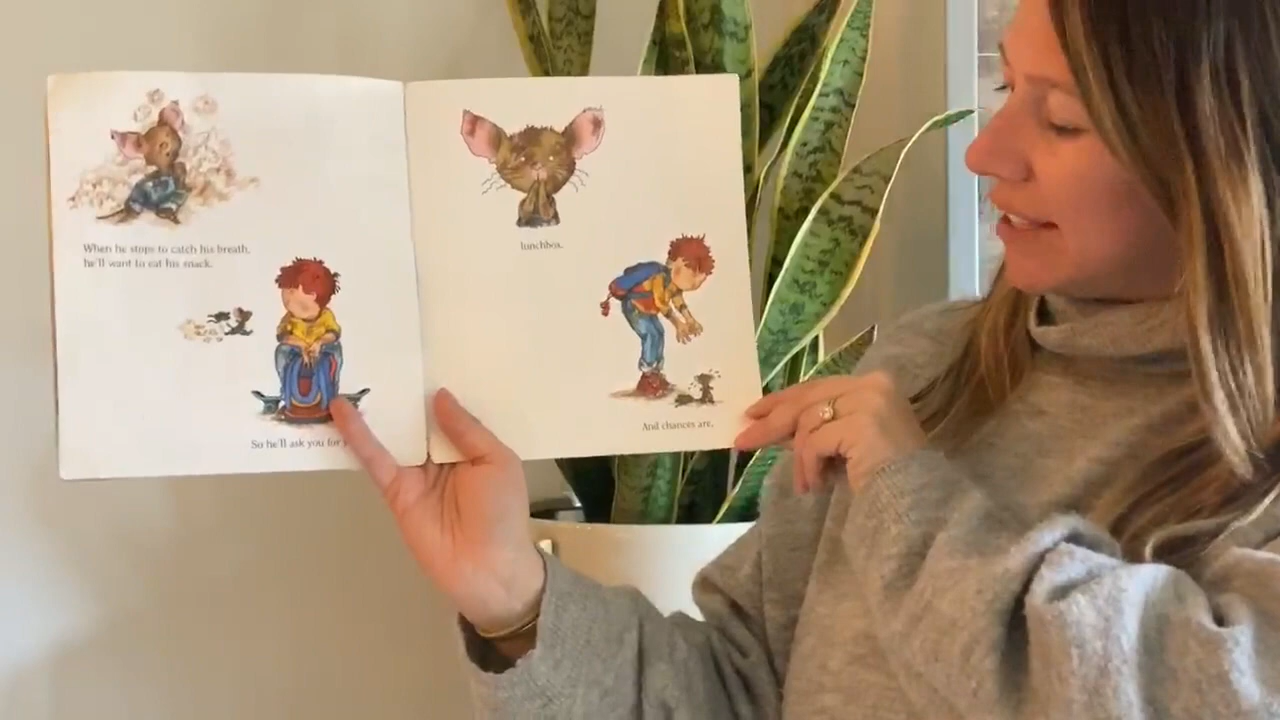 When he stops to catch his breath,
he'll want to eat his snack.
So he'll ask you for
lunchbox.
And chances are,